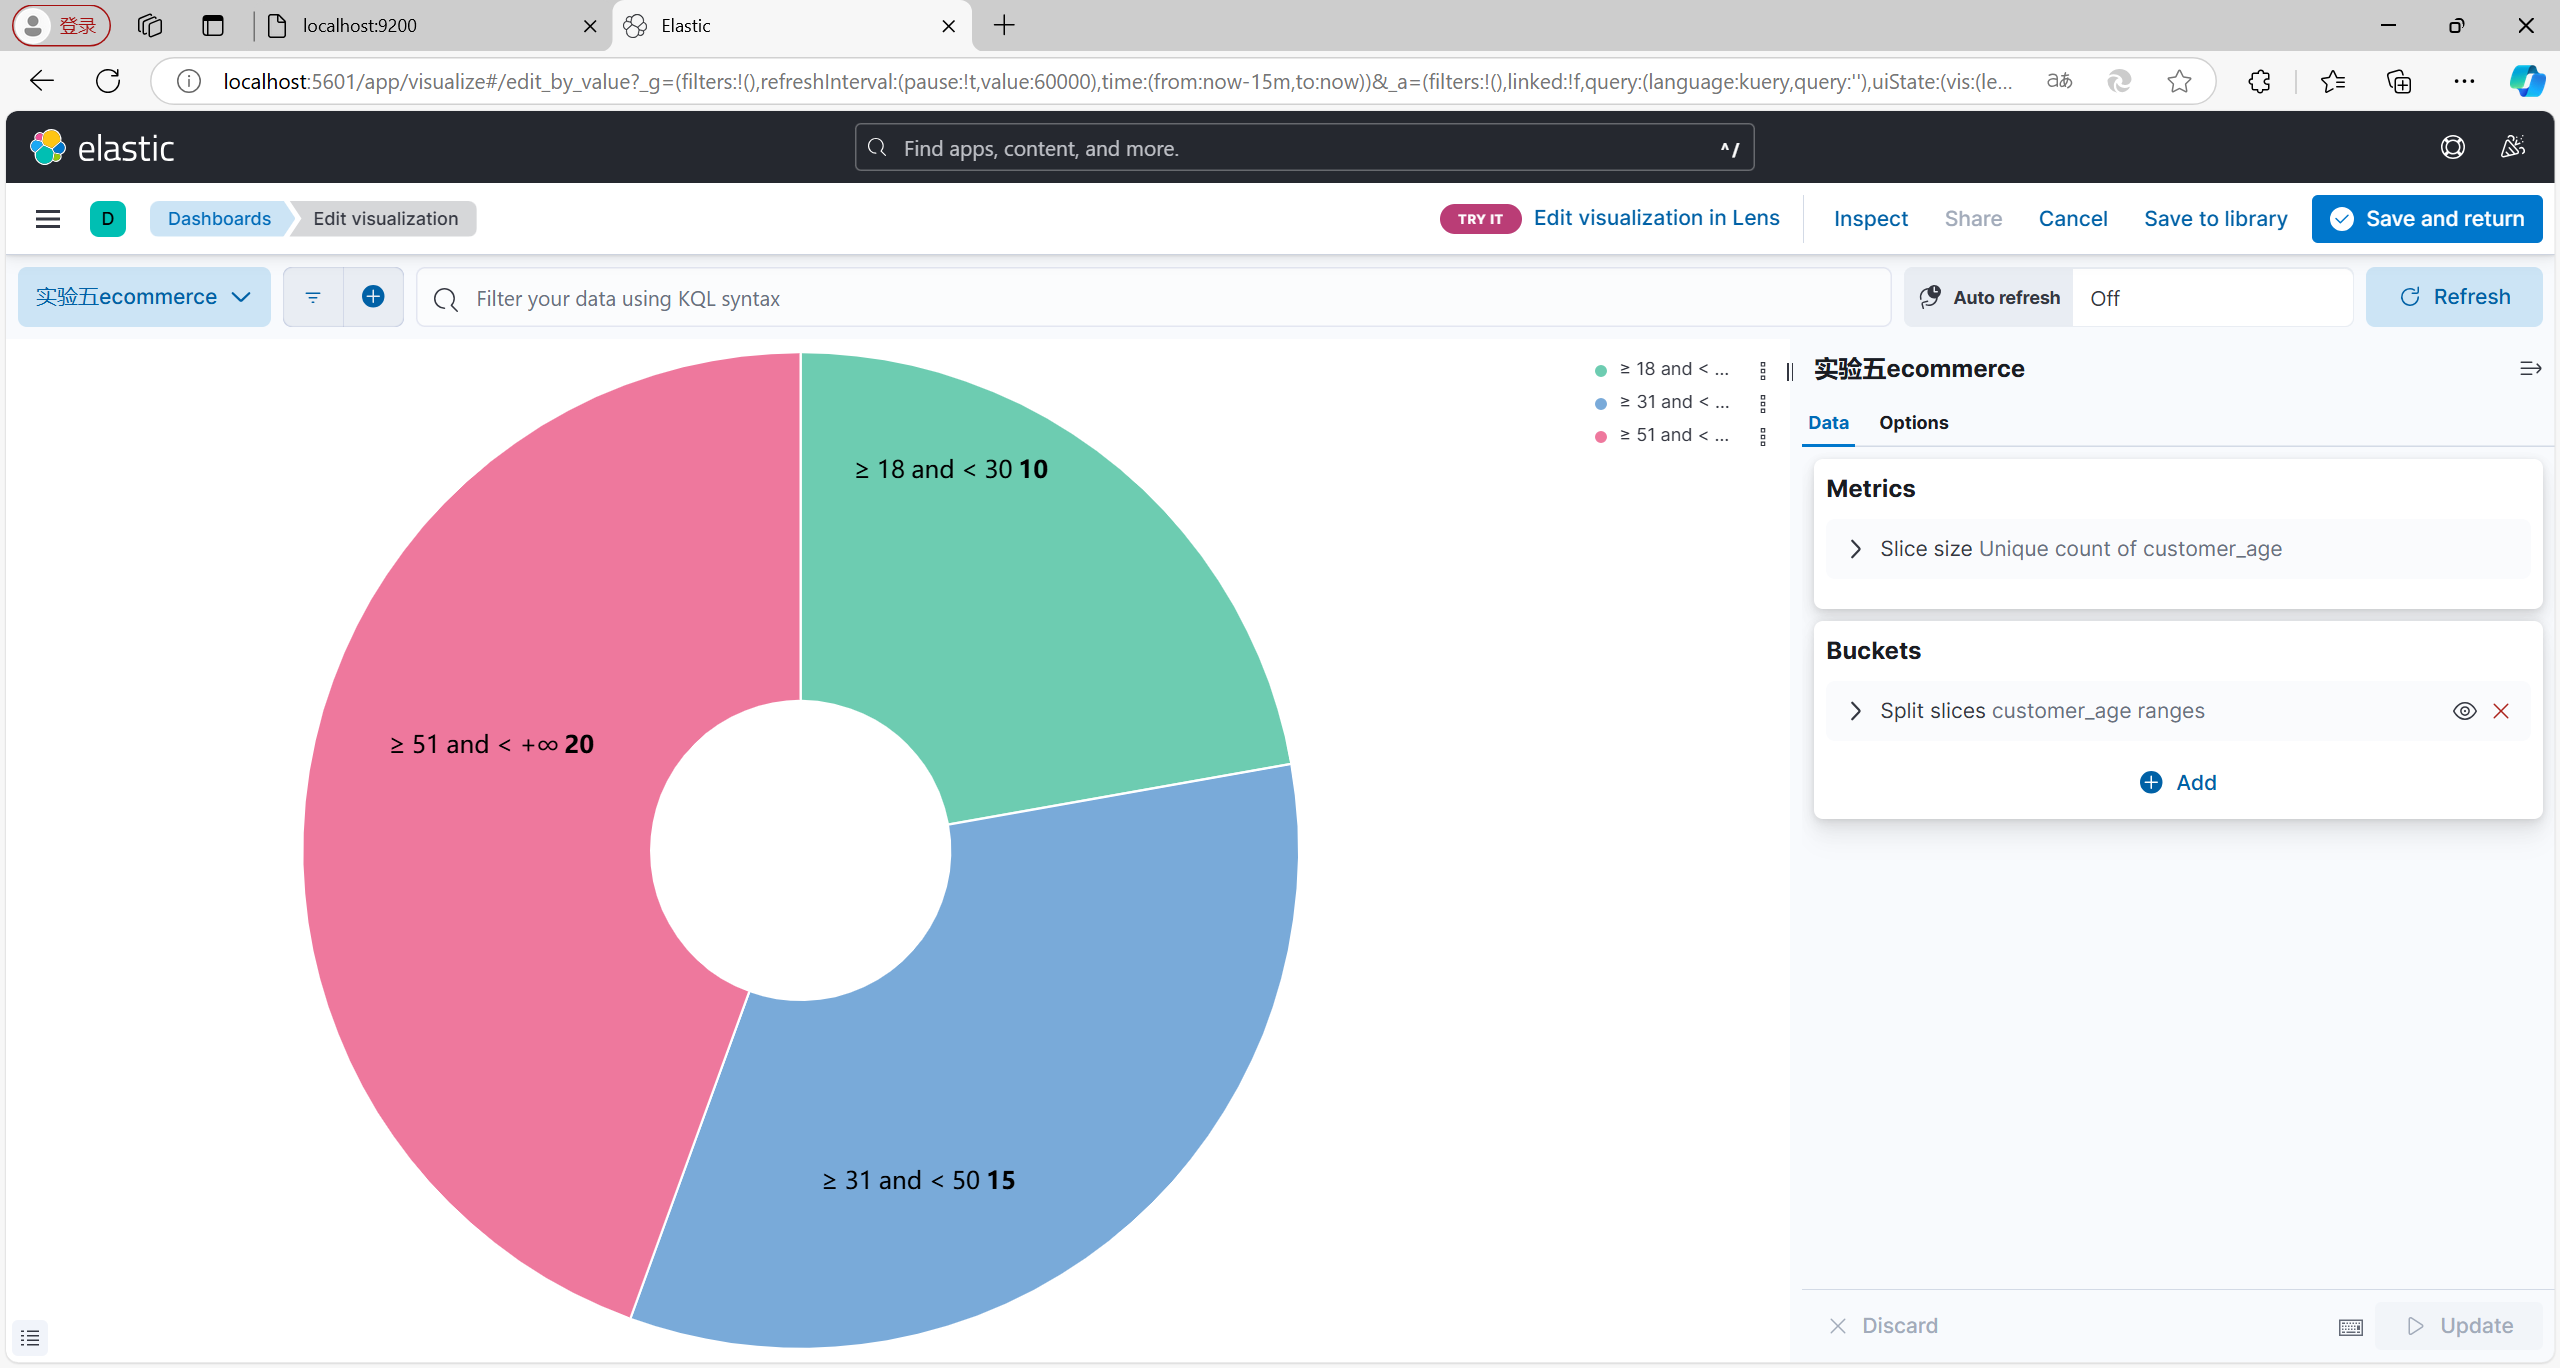 登录
localhost:9200
Elastic
localhost:5601/app/visualize#/edit_by_value?_g=(filters:!(),refreshInterval:(pause:!t,value:60000),time:(from:now-15m,to:now))&_a=(filters:!(),linked:!f,query:(language:kuery,query:''),uiState:(vis:(le...
aあ
elastic
Find apps, content, and more.
^/
D
Dashboards
Edit visualization
TRY IT
Edit visualization in Lens
Inspect
Share
Cancel
Save to library
Save and return
实验五ecommerce
Filter your data using KQL syntax
Auto refresh
Off
Refresh
≥ 18 and < 30 10
≥ 51 and < +∞ 20
≥ 31 and < 50 15
≥ 18 and < ...
≥ 31 and < ...
≥ 51 and < ...
实验五ecommerce
Data
Options
Metrics
Slice size Unique count of customer_age
Buckets
Split slices customer_age ranges
Add
Discard
Update